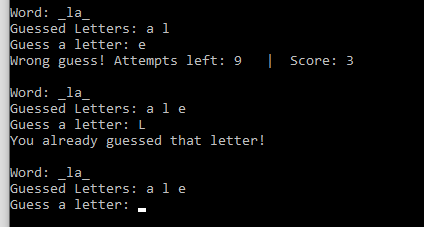 Word: _la_
Guessed Letters: a l
Guess a letter: e
Wrong guess! Attempts left: 9   |  Score: 3
Word: _la_
Guessed Letters: a l e
Guess a letter: L
You already guessed that letter!
Word: _la_
Guessed Letters: a l e
Guess a letter: